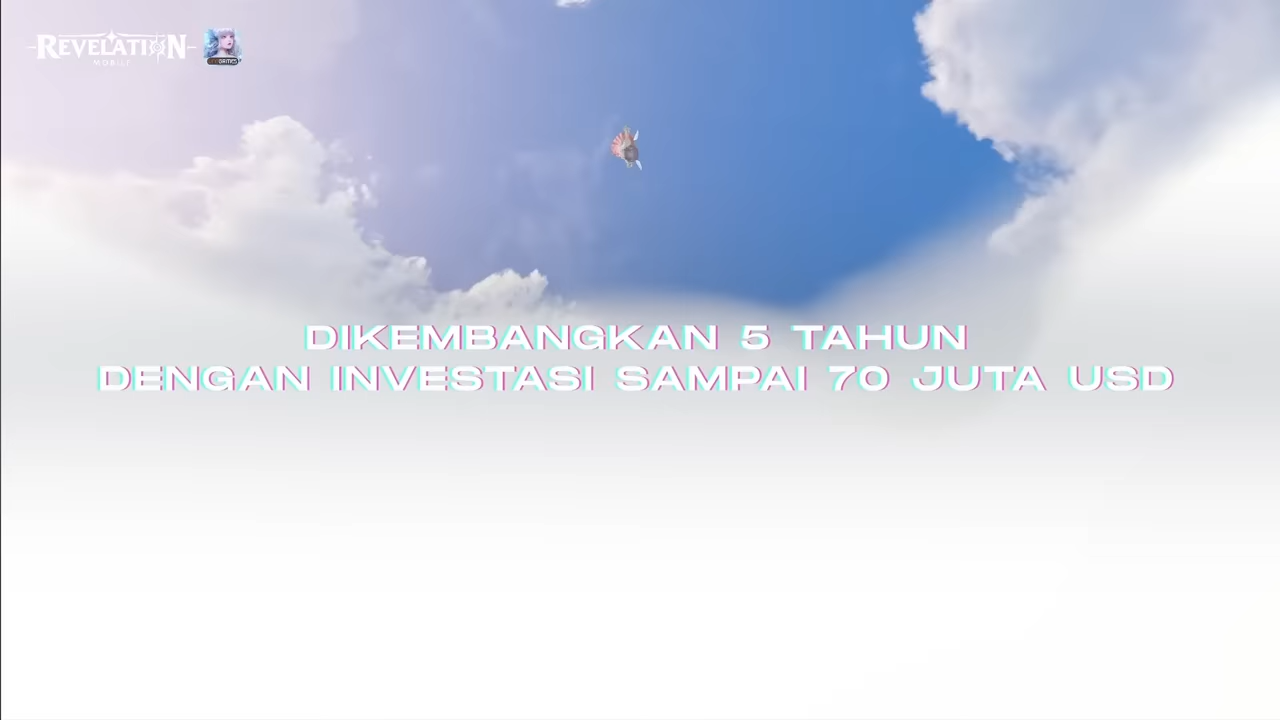 REVELATION
MOBILE
DIKEMBANGKAN 5 TAHUN
DENGAN INVESTASI SAMPAI 70 JUTA USD